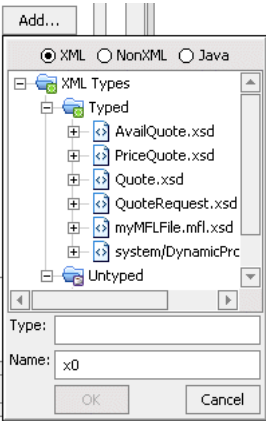 Add...
XML NonXML Java
XML Types
Typed
AvailQuote.xsd
PriceQuote.xsd
Quote.xsd
QuoteRequest.xsd
myMFLFile.mfl.xsd
system/DynamicPro
Untyped
Type:
Name: x0
OK Cancel